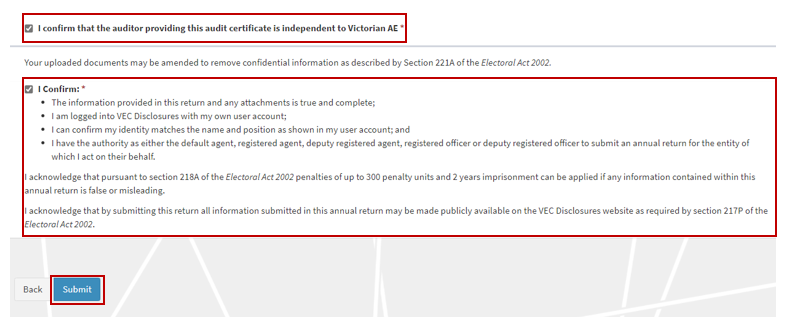 I confirm that the auditor providing this audit certificate is independent to Victorian AE *
Your uploaded documents may be amended to remove confidential information as described by Section 221A of the Electoral Act 2002.
I Confirm: *
• The information provided in this return and any attachments is true and complete;
• I am logged into VEC Disclosures with my own user account;
• I can confirm my identity matches the name and position as shown in my user account; and
• I have the authority as either the default agent, registered agent, deputy registered agent, registered officer or deputy registered officer to submit an annual return for the entity of
which I act on their behalf.
I acknowledge that pursuant to section 218A of the Electoral Act 2002 penalties of up to 300 penalty units and 2 years imprisonment can be applied if any information contained within this
annual return is false or misleading.
I acknowledge that by submitting this return all information submitted in this annual return may be made publicly available on the VEC Disclosures website as required by section 217P of the
Electoral Act 2002.
Back Submit